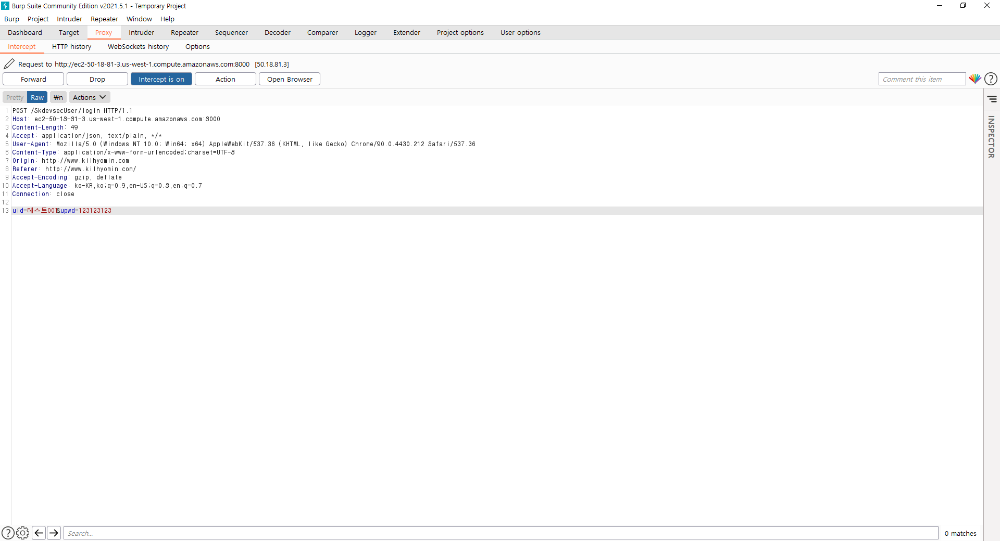 Burp Suite Community Edition v2021.5.1 - Temporary Project
Burp Project Intruder Repeater Window Help
Dashboard Target Proxy Intruder Repeater Sequencer Decoder Comparer Logger Extender Project options User options
Intercept HTTP history WebSockets history Options
Request to http://ec2-50-18-81-3.us-west-1.compute.amazonaws.com:8000 [50.18.81.3]
Forward Drop Intercept is on Action Open Browser Comment this item ?
Pretty Raw ₩n Actions
INSPECTOR
1 POST /SkdevsecUser/login HTTP/1.1
2 Host: ec2-50-18-81-3.us-west-1.compute.amazonaws.com:8000
3 Content-Length: 49
4 Accept: application/json, text/plain, */*
5 User-Agent: Mozilla/5.0 (Windows NT 10.0; Win64; x64) AppleWebKit/537.36 (KHTML, like Gecko) Chrome/90.0.4430.212 Safari/537.36
6 Content-Type: application/x-www-form-urlencoded;charset=UTF-8
7 Origin: http://www.kilhyomin.com
8 Referer: http://www.kilhyomin.com/
9 Accept-Encoding: gzip, deflate
10 Accept-Language: ko-KR,ko;q=0.9,en-US;q=0.8,en;q=0.7
11 Connection: close
12
13 uid=테스트001&upwd=123123123
? Search... 0 matches